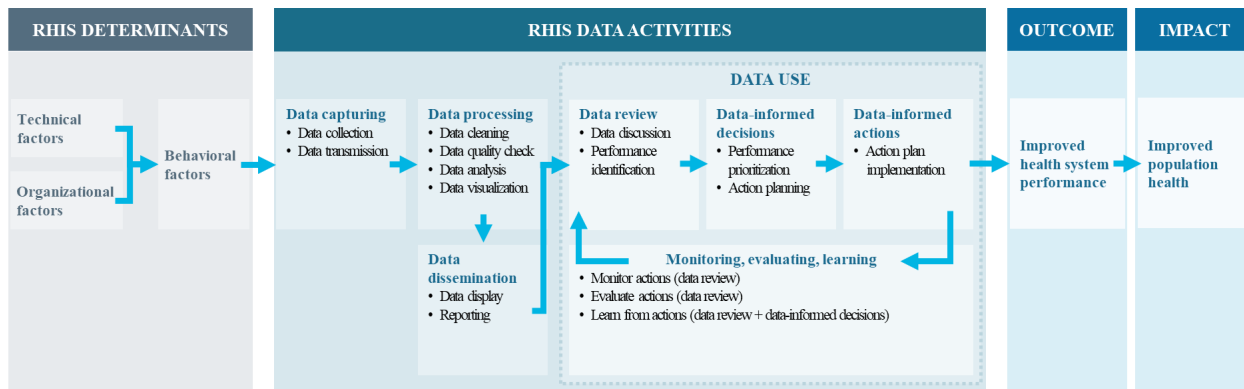 RHIS DETERMINANTS
Technical
factors
Organizational
factors
Behavioral
factors
RHIS DATA ACTIVITIES
Data capturing
• Data collection
• Data transmission
Data processing
• Data cleaning
• Data quality check
• Data analysis
• Data visualization
Data
dissemination
• Data display
• Reporting
DATA USE
Data review
• Data discussion
• Performance
identification
Data-informed
decisions
• Performance
prioritization
• Action planning
Data-informed
actions
• Action plan
implementation
Monitoring, evaluating, learning
• Monitor actions (data review)
• Evaluate actions (data review)
• Learn from actions (data review + data-informed decisions)
OUTCOME
Improved
health system
performance
IMPACT
Improved
population
health